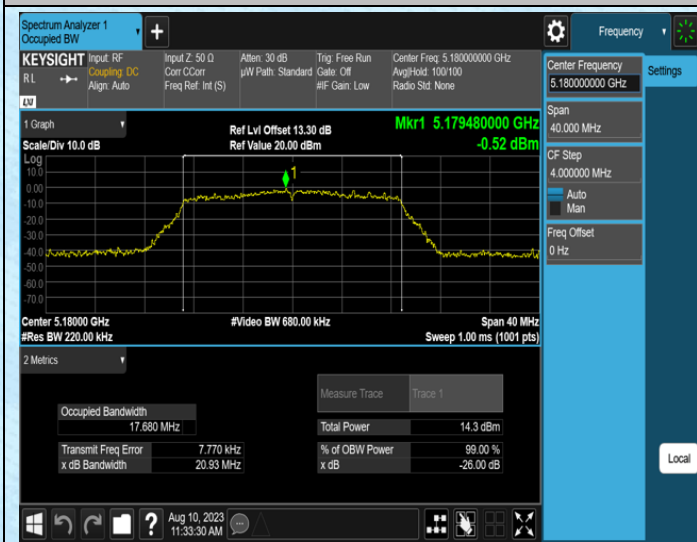 Spectrum Analyzer 1
Occupied BW
Frequency
KEYSIGHT
R L
LXI
Input: RF
Coupling: DC
Align: Auto
Input Z: 50 Ω
Corr CCorr
Freq Ref: Int (S)
Atten: 30 dB
µW Path: Standard
Trig: Free Run
Gate: Off
#IF Gain: Low
Center Freq: 5.180000000 GHz
Avg|Hold: 100/100
Radio Std: None
Center Frequency
5.180000000 GHz
Settings
Span
40.000 MHz
CF Step
4.000000 MHz
Auto
Man
Freq Offset
0 Hz
Local
1 Graph
Scale/Div 10.0 dB
Ref Lvl Offset 13.30 dB
Ref Value 20.00 dBm
Mkr1 5.179480000 GHz
-0.52 dBm
Log
10.0
0.00
-10.0
-20.0
-30.0
-40.0
-50.0
-60.0
-70.0
1
Center 5.18000 GHz
#Res BW 220.00 kHz
#Video BW 680.00 kHz
Span 40 MHz
Sweep 1.00 ms (1001 pts)
2 Metrics
Measure Trace
Trace 1
Occupied Bandwidth
17.680 MHz
Total Power
14.3 dBm
Transmit Freq Error
7.770 kHz
% of OBW Power
99.00 %
x dB Bandwidth
20.93 MHz
x dB
-26.00 dB
Aug 10, 2023
11:33:30 AM